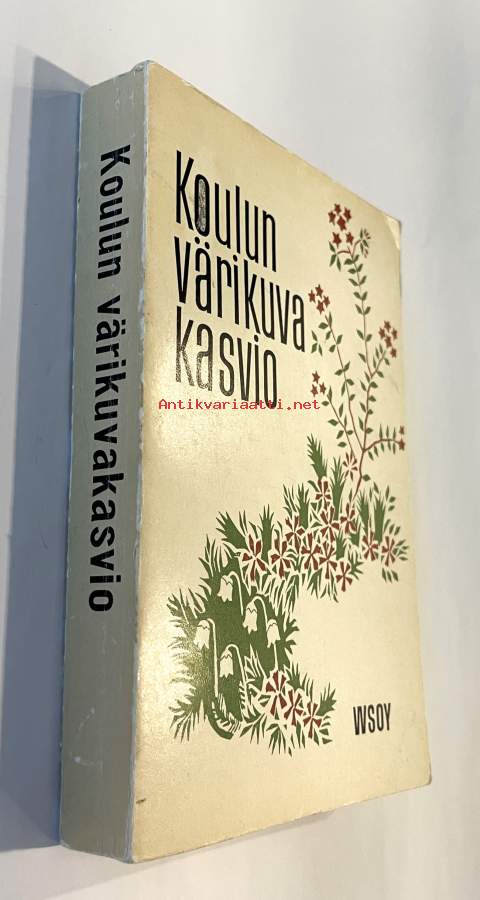 Koulun värikuvakasvio
Koulun
värikuva
kasvio
Antikvariaatti.net
WSOY